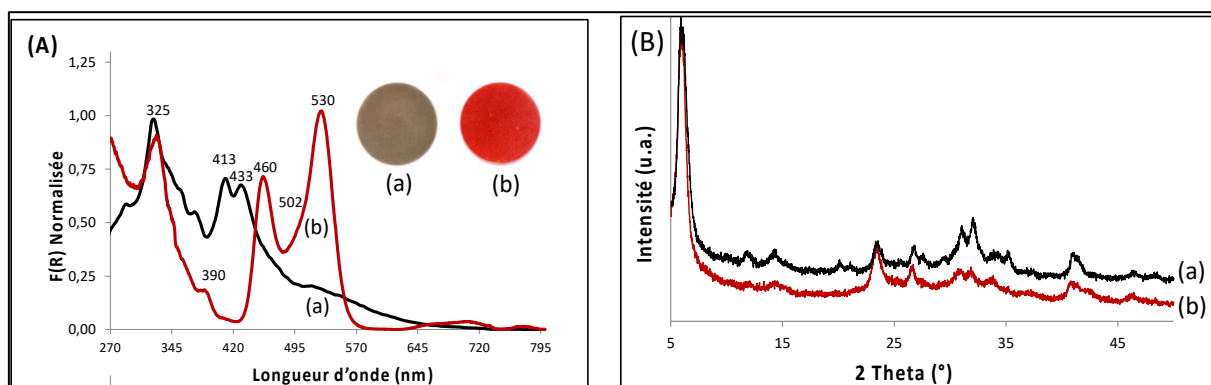 (A)
F(R) Normalisée
1,25
1,00
0,75
0,50
0,25
0,00
325
413
433
390
460
502
530
(a)
(b)
(b)
(a)
270 345 420 495 570 645 720 795
Longueur d'onde (nm)
(B)
Intensité (u.a.)
(a)
(b)
5 15 25 35 45
2 Theta (°)